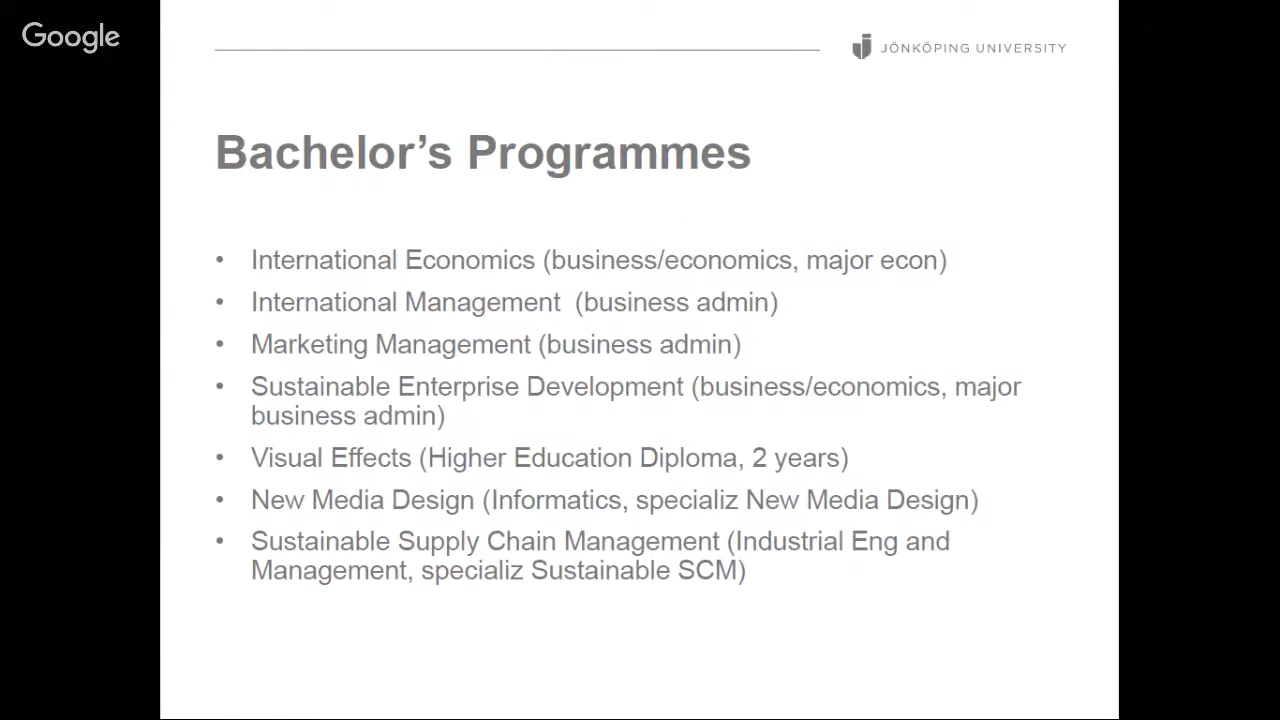 Google
JÖNKÖPING UNIVERSITY
Bachelor’s Programmes
• International Economics (business/economics, major econ)
• International Management (business admin)
• Marketing Management (business admin)
• Sustainable Enterprise Development (business/economics, major
business admin)
• Visual Effects (Higher Education Diploma, 2 years)
• New Media Design (Informatics, specializ New Media Design)
• Sustainable Supply Chain Management (Industrial Eng and
Management, specializ Sustainable SCM)